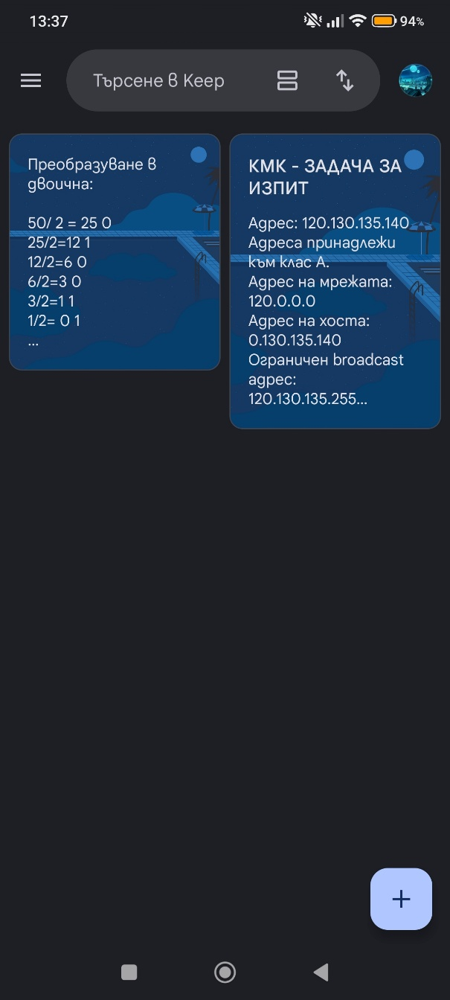 13:37
94%
Търсене в Keep
Преобразуване в
двоична:
50/ 2 = 25 0
25/2=12 1
12/2=6 0
6/2=3 0
3/2=1 1
1/2= 0 1
...
КМК - ЗАДАЧА ЗА
ИЗПИТ
Адрес: 120.130.135.140
Адреса принадлежи
към клас А.
Адрес на мрежата:
120.0.0.0
Адрес на хоста:
0.130.135.140
Ограничен broadcast
адрес:
120.130.135.255...